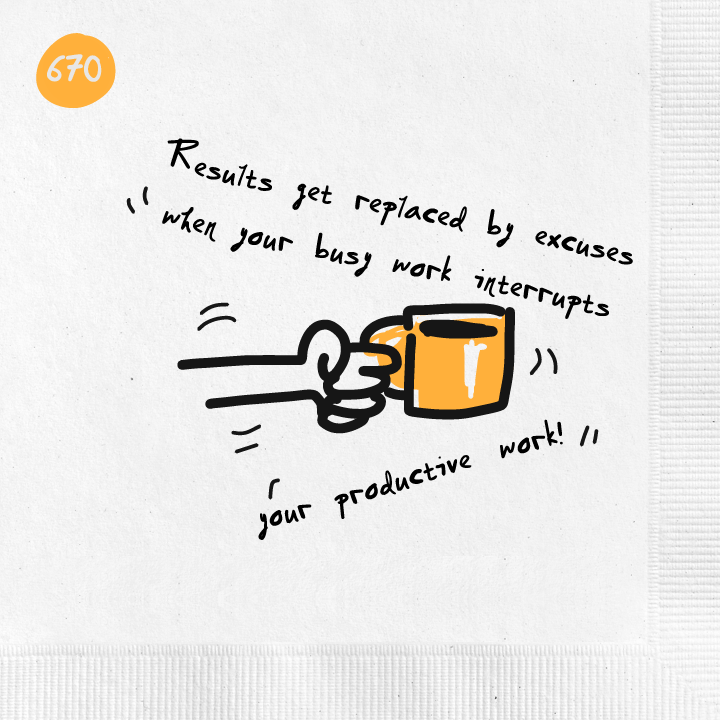 670
Results get replaced by excuses
"when your busy work interrupts
your productive work!"